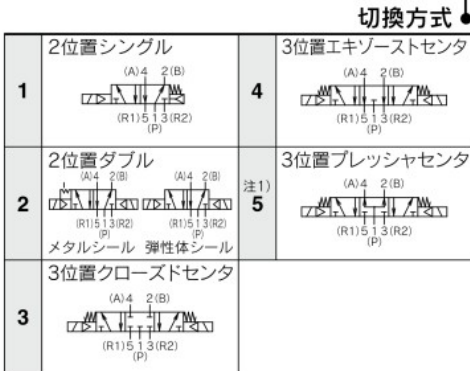 切換方式
1
2位置シングル
(A)4 2(B)
(R1)5 1 3(R2)
(P)
2
2位置ダブル
(A)4 2(B) (A)4 2(B)
(R1)5 1 3(R2) (R1)5 1 3(R2)
(P) (P)
メタルシール 弾性体シール
3
3位置クローズドセンタ
(A)4 2(B)
(R1)5 1 3(R2)
(P)
4
3位置エキゾーストセンタ
(A)4 2(B)
(R1)5 1 3(R2)
(P)
注1)
5
3位置プレッシャセンタ
(A)4 2(B)
(R1)5 1 3(R2)
(P)